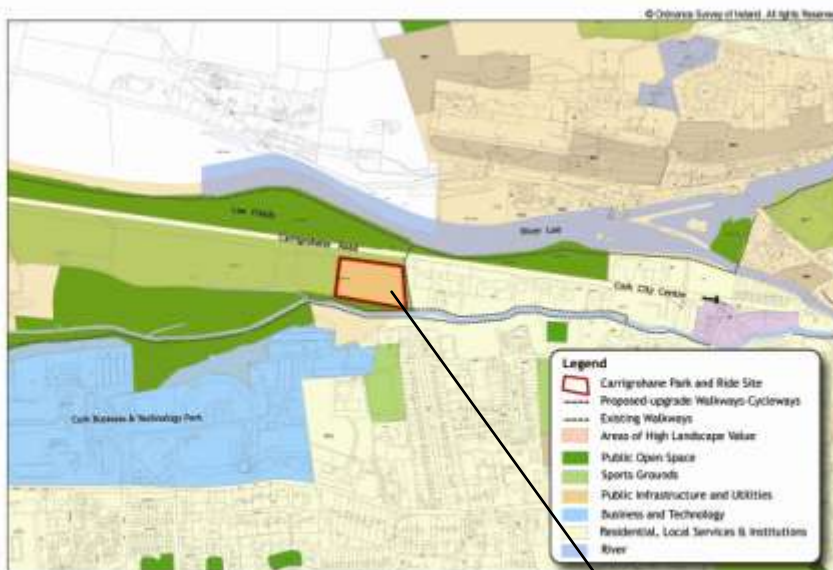 © Ordnance Survey of Ireland. All rights Reserved
Lee Fields
Carrigrohane Road
River Lee
Cork City Centre
Cork Business & Technology Park
Legend
Carrigrohane Park and Ride Site
Proposed-upgrade Walkways-Cycleways
Existing Walkways
Areas of High Landscape Value
Public Open Space
Sports Grounds
Public Infrastructure and Utilities
Business and Technology
Residential, Local Services & Institutions
River